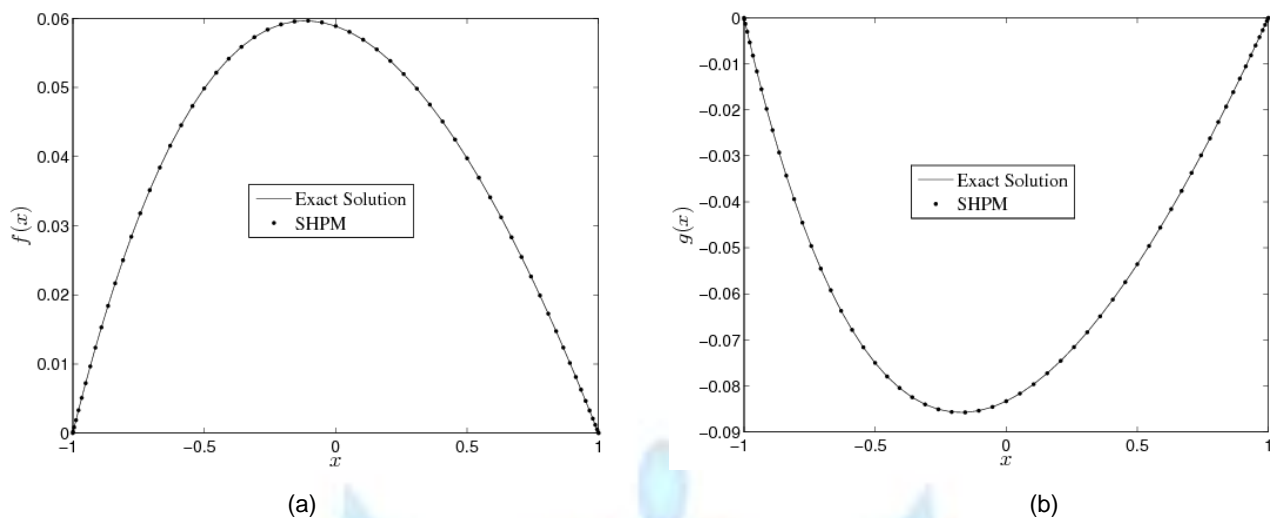 0.06
0.05
0.04
0.03
0.02
0.01
0
f(x)
Exact Solution
SHPM
−1
−0.5
0
0.5
1
x
(a)
0
−0.01
−0.02
−0.03
−0.04
−0.05
−0.06
−0.07
−0.08
−0.09
g(x)
Exact Solution
SHPM
−1
−0.5
0
0.5
1
x
(b)